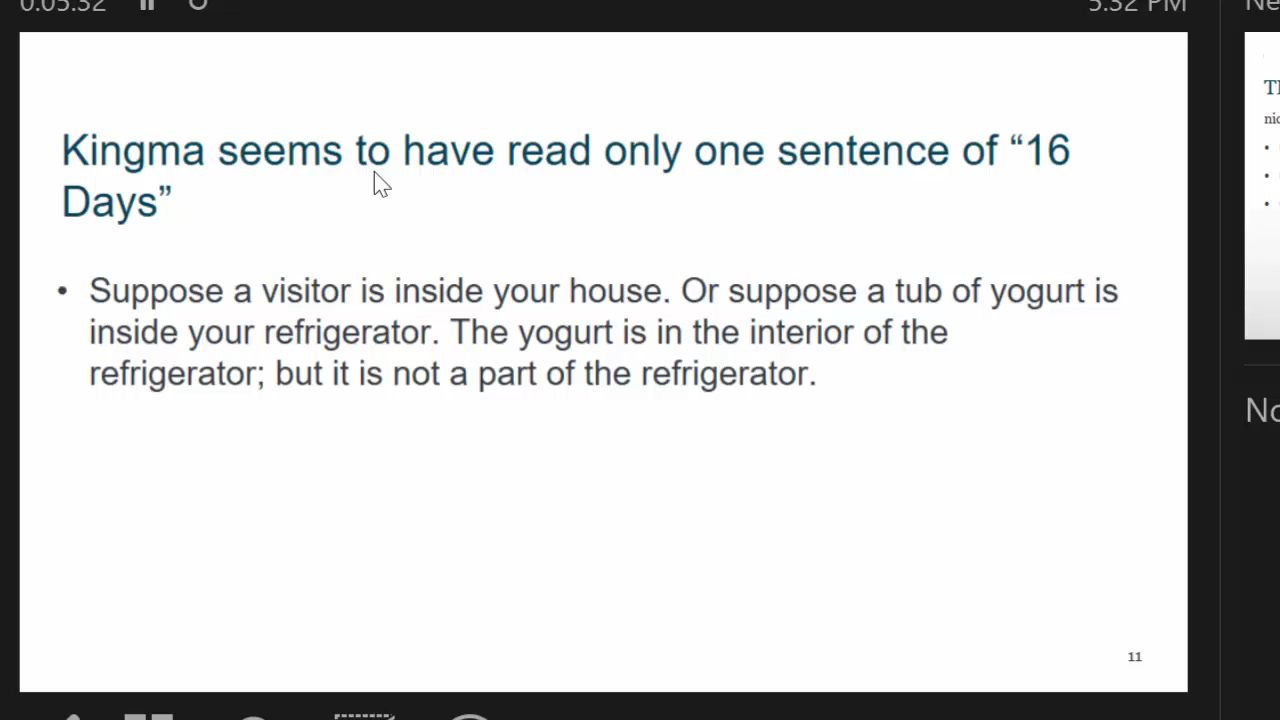 0:05:32
5:32 PM
Kingma seems to have read only one sentence of “16
Days”
• Suppose a visitor is inside your house. Or suppose a tub of yogurt is
inside your refrigerator. The yogurt is in the interior of the
refrigerator; but it is not a part of the refrigerator.
11